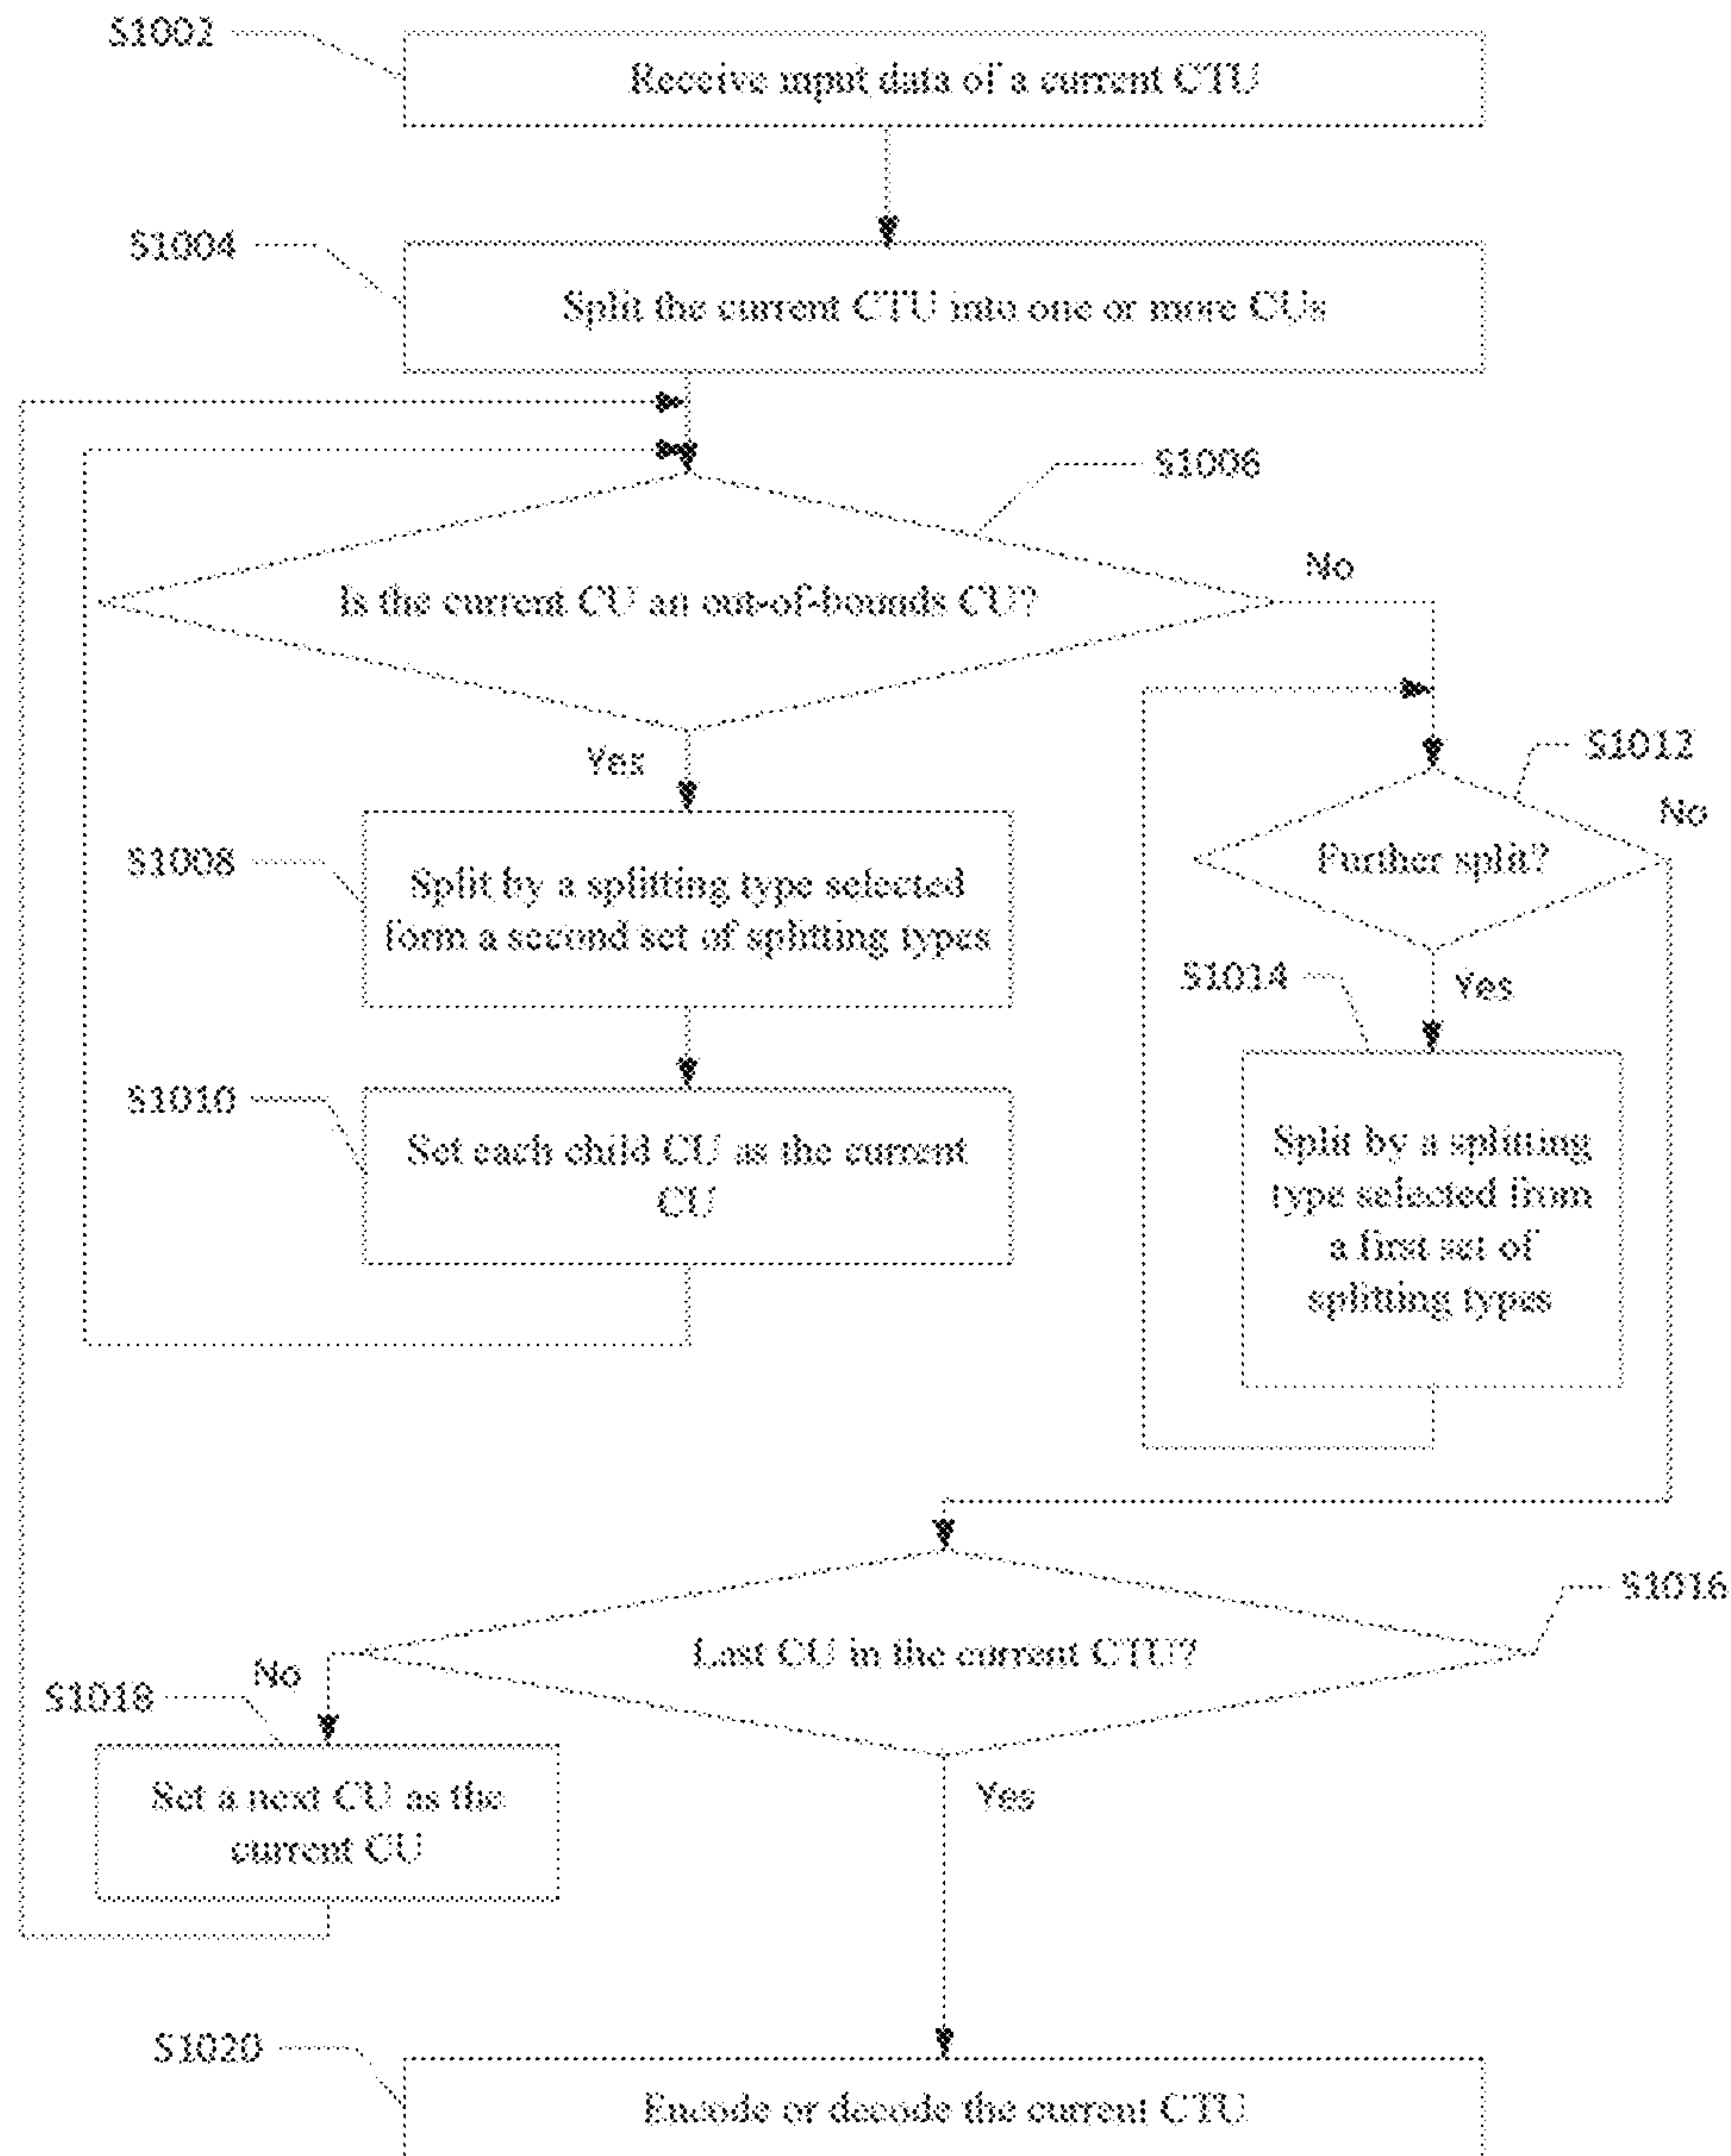 S1002
Receive input data of a current CTU
S1004
Split the current CTU into one or more CUs
S1006
Is the current CU an out-of-bounds CU?
No
Yes
S1008
Split by a splitting type selected
form a second set of splitting types
S1010
Set each child CU as the current
CU
S1012
No
Further split?
S1014
Yes
Split by a splitting
type selected from
a first set of
splitting types
S1016
Last CU in the current CTU?
No
S1018
Set a next CU as the
current CU
Yes
S1020
Encode or decode the current CTU